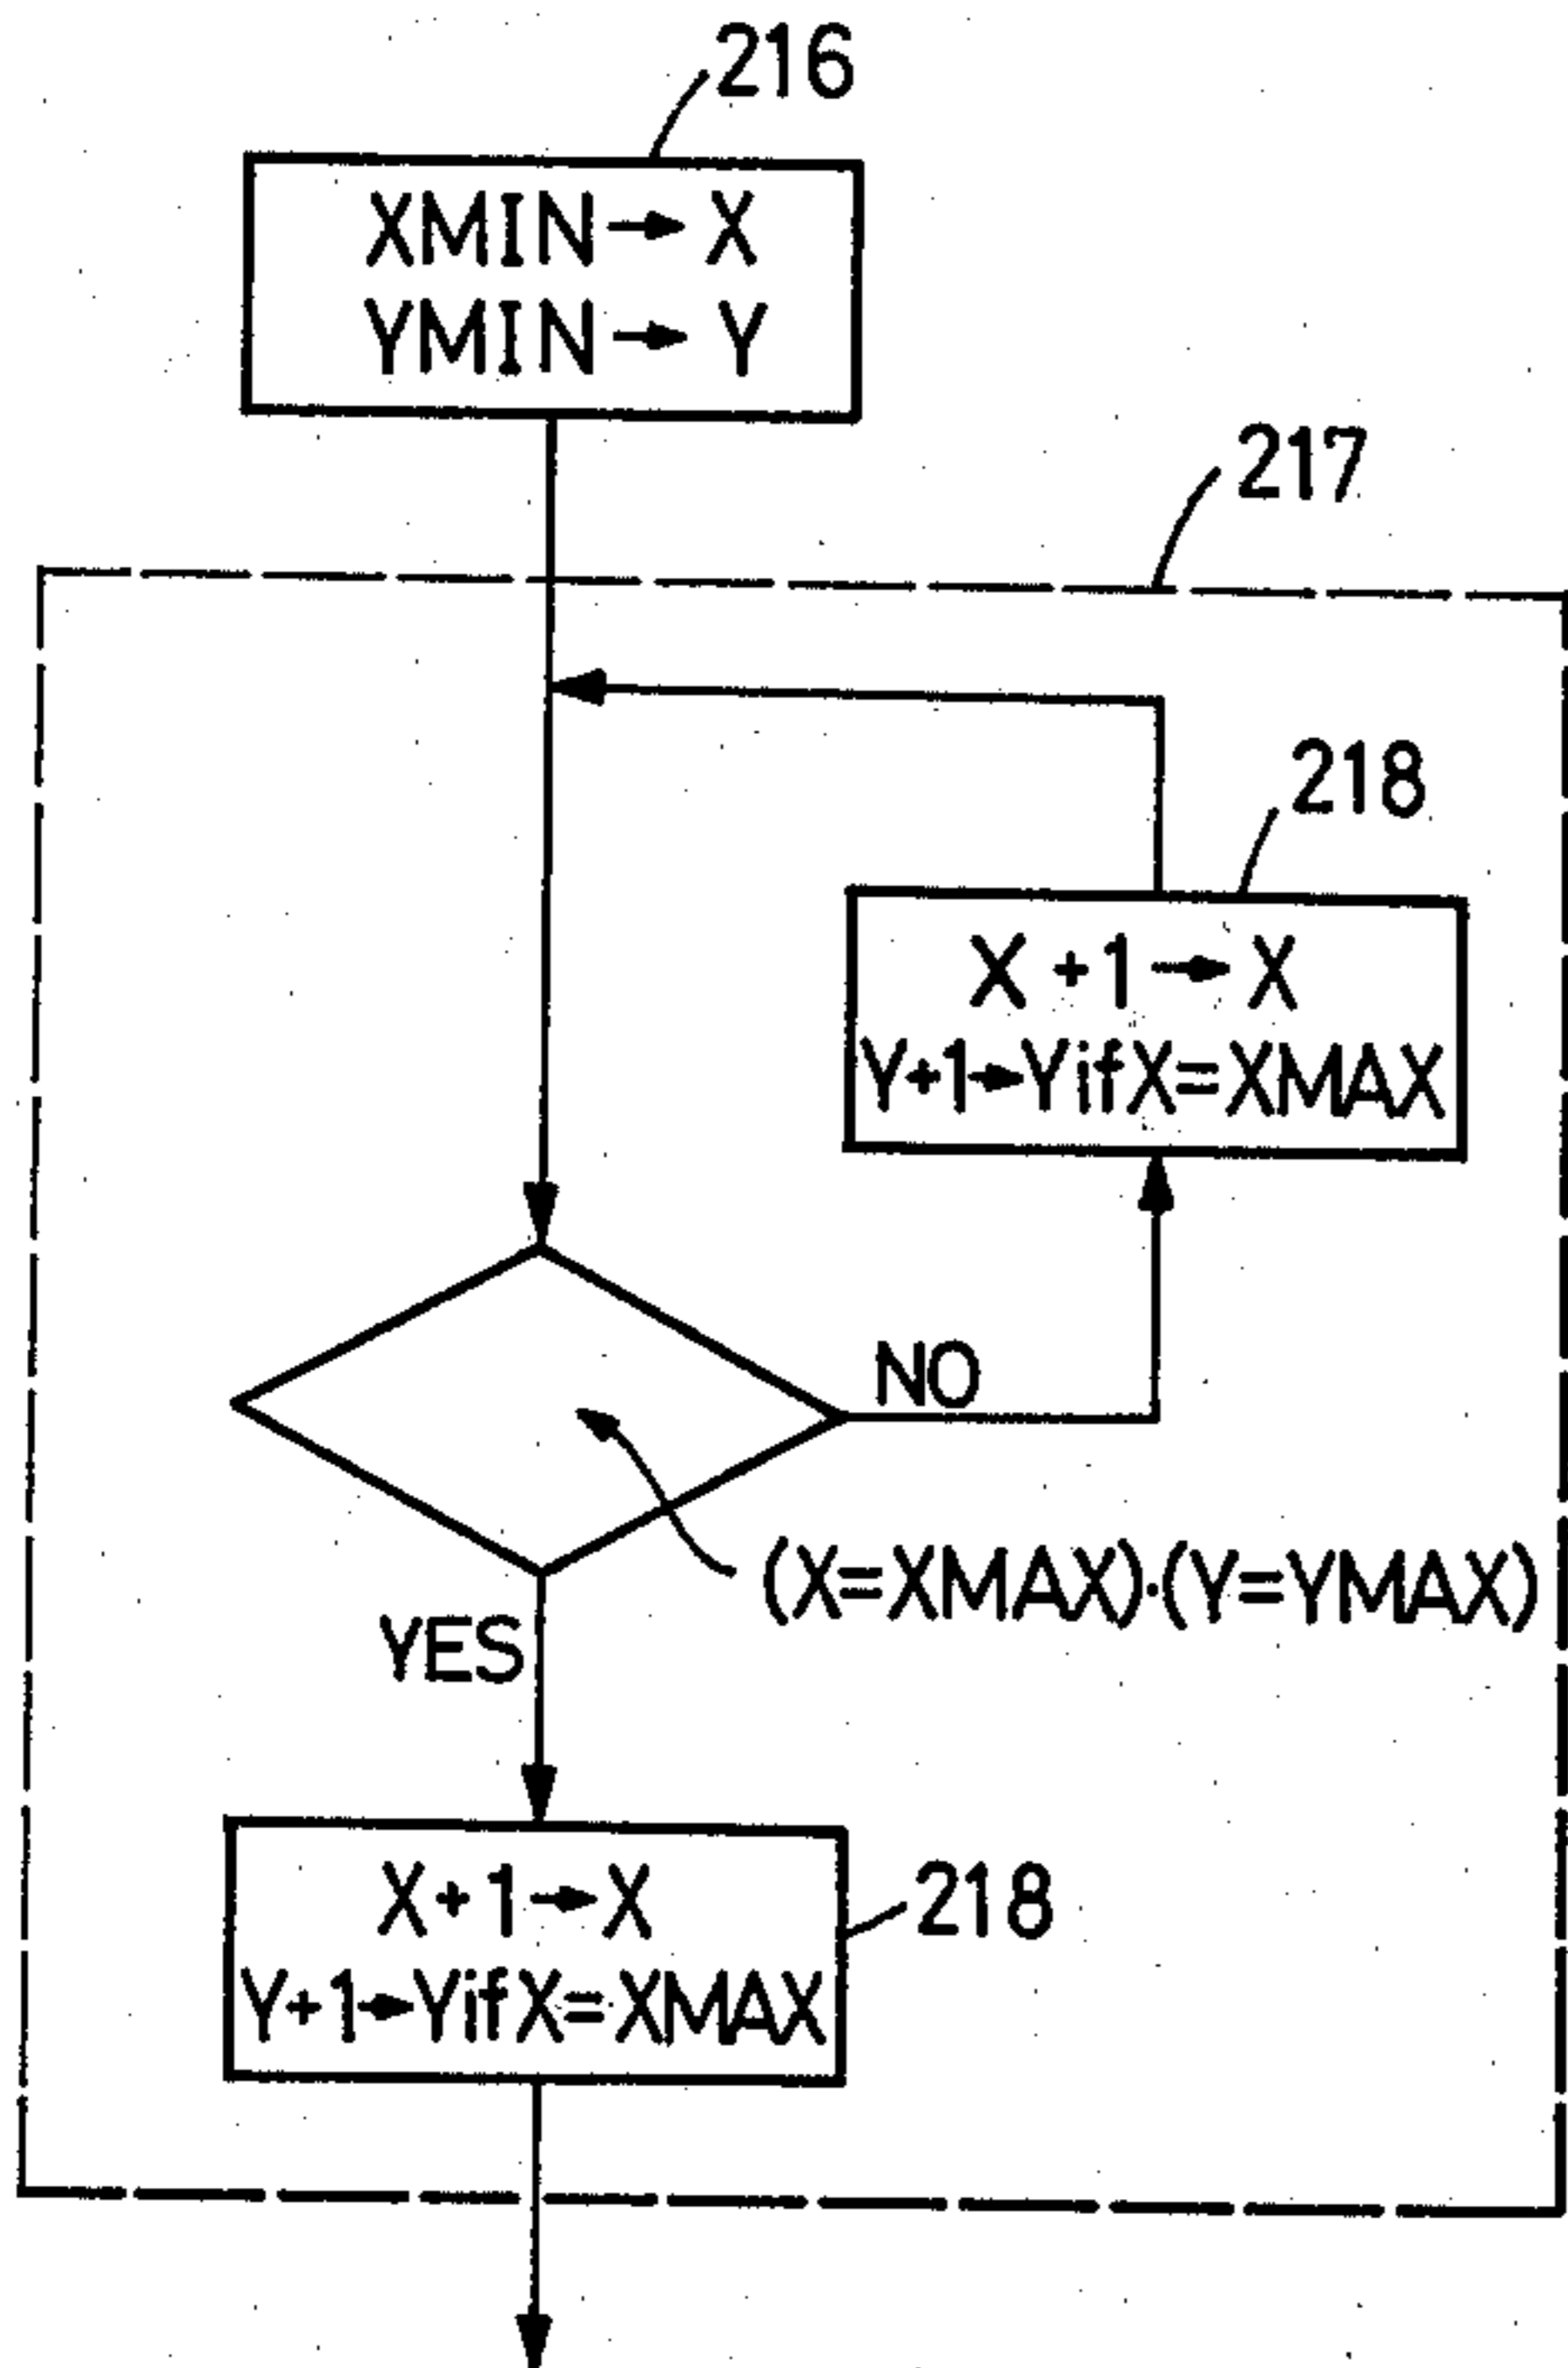 216
XMIN→X
YMIN→Y
217
218
X+1→X
Y+1→YifX=XMAX
NO
(X=XMAX)·(Y=YMAX)
YES
X+1→X
218
Y+1→YifX=XMAX